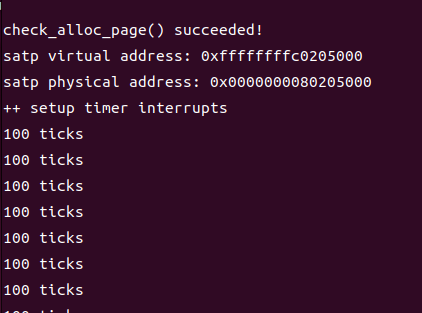 check_alloc_page() succeeded!
satp virtual address: 0xffffffffc0205000
satp physical address: 0x0000000080205000
++ setup timer interrupts
100 ticks
100 ticks
100 ticks
100 ticks
100 ticks
100 ticks
100 ticks